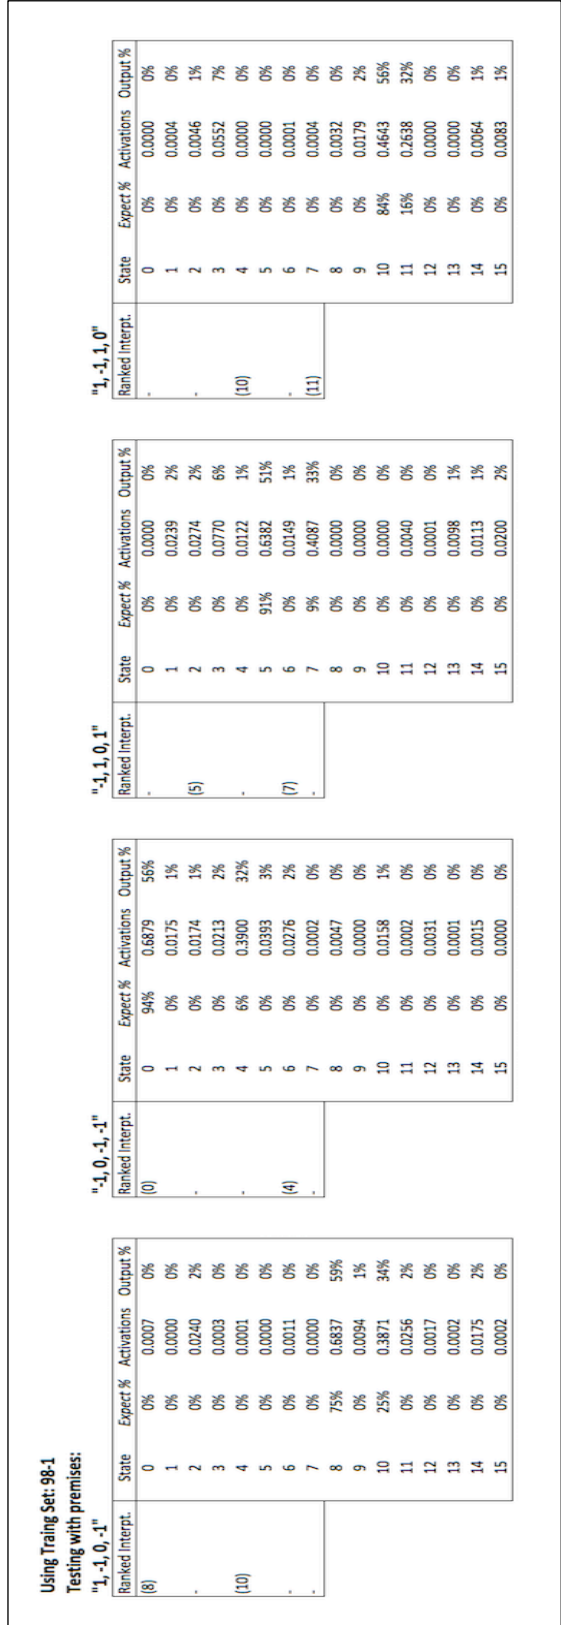 Using Traing Set: 98-1
Testing with premises:
"1, -1, 0, -1"
Ranked Interpt. State Expect % Activations Output %
(8) 0 0% 0.0007 0%
1 0% 0.0000 0%
- 2 0% 0.0240 2%
3 0% 0.0003 0%
(10) 4 0% 0.0001 0%
5 0% 0.0000 0%
- 6 0% 0.0011 0%
- 7 0% 0.0000 0%
8 75% 0.6837 59%
9 0% 0.0094 1%
10 25% 0.3871 34%
11 0% 0.0256 2%
12 0% 0.0017 0%
13 0% 0.0002 0%
14 0% 0.0175 2%
15 0% 0.0002 0%
"-1, 0, -1, -1"
Ranked Interpt. State Expect % Activations Output %
(0) 0 94% 0.6879 56%
1 0% 0.0175 1%
- 2 0% 0.0174 1%
3 0% 0.0213 2%
- 4 6% 0.3900 32%
5 0% 0.0393 3%
(4) 6 0% 0.0276 2%
- 7 0% 0.0002 0%
8 0% 0.0047 0%
9 0% 0.0000 0%
10 0% 0.0158 1%
11 0% 0.0002 0%
12 0% 0.0031 0%
13 0% 0.0001 0%
14 0% 0.0015 0%
15 0% 0.0000 0%
"-1, 1, 0, 1"
Ranked Interpt. State Expect % Activations Output %
- 0 0% 0.0000 0%
1 0% 0.0239 2%
(5) 2 0% 0.0274 2%
3 0% 0.0770 6%
- 4 0% 0.0122 1%
5 91% 0.6382 51%
(7) 6 0% 0.0149 1%
- 7 9% 0.4087 33%
8 0% 0.0000 0%
9 0% 0.0000 0%
10 0% 0.0000 0%
11 0% 0.0040 0%
12 0% 0.0001 0%
13 0% 0.0098 1%
14 0% 0.0113 1%
15 0% 0.0200 2%
"1, -1, 1, 0"
Ranked Interpt. State Expect % Activations Output %
- 0 0% 0.0000 0%
1 0% 0.0004 0%
- 2 0% 0.0046 1%
3 0% 0.0552 7%
(10) 4 0% 0.0000 0%
5 0% 0.0000 0%
- 6 0% 0.0001 0%
(11) 7 0% 0.0004 0%
8 0% 0.0032 0%
9 0% 0.0179 2%
10 84% 0.4643 56%
11 16% 0.2638 32%
12 0% 0.0000 0%
13 0% 0.0000 0%
14 0% 0.0064 1%
15 0% 0.0083 1%